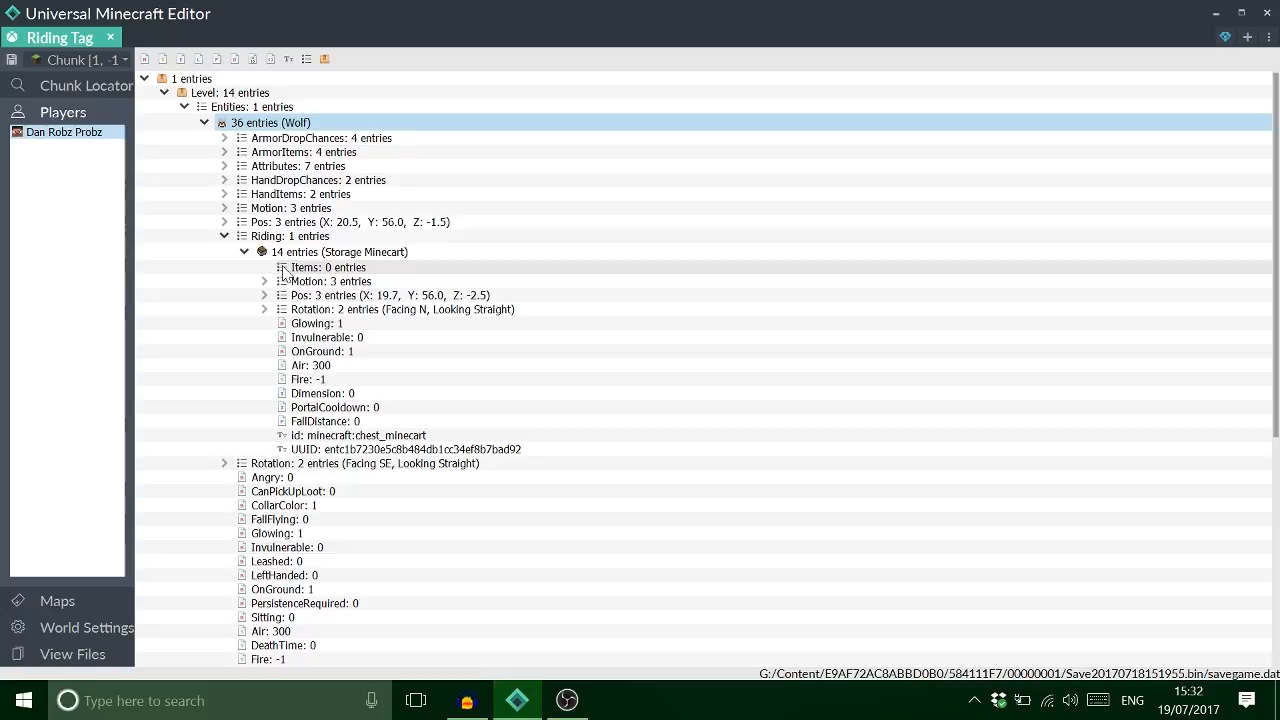 Universal Minecraft Editor
Riding Tag
Chunk [1, -1
Chunk Locator
Players
Dan Robz Probz
1 entries
Level: 14 entries
Entities: 1 entries
36 entries (Wolf)
ArmorDropChances: 4 entries
ArmorItems: 4 entries
Attributes: 7 entries
HandDropChances: 2 entries
HandItems: 2 entries
Motion: 3 entries
Pos: 3 entries (X: 20.5, Y: 56.0, Z: -1.5)
Riding: 1 entries
14 entries (Storage Minecart)
Items: 0 entries
Motion: 3 entries
Pos: 3 entries (X: 19.7, Y: 56.0, Z: -2.5)
Rotation: 2 entries (Facing N, Looking Straight)
Glowing: 1
Invulnerable: 0
OnGround: 1
Air: 300
Fire: -1
Dimension: 0
PortalCooldown: 0
FallDistance: 0
id: minecraft:chest_minecart
UUID: entc1b7230e5c8b484db1cc34ef8b7bad92
Rotation: 2 entries (Facing SE, Looking Straight)
Angry: 0
CanPickUpLoot: 0
CollarColor: 1
FallFlying: 0
Glowing: 1
Invulnerable: 0
Leashed: 0
LeftHanded: 0
OnGround: 1
PersistenceRequired: 0
Sitting: 0
Air: 300
DeathTime: 0
Fire: -1
Maps
World Settings
View Files
G:/Content/E9AF72AC8ABBD0B0/584111F7/00000001/Save20170718151955.bin/savegame.dat
Type here to search
ENG
15:32
19/07/2017